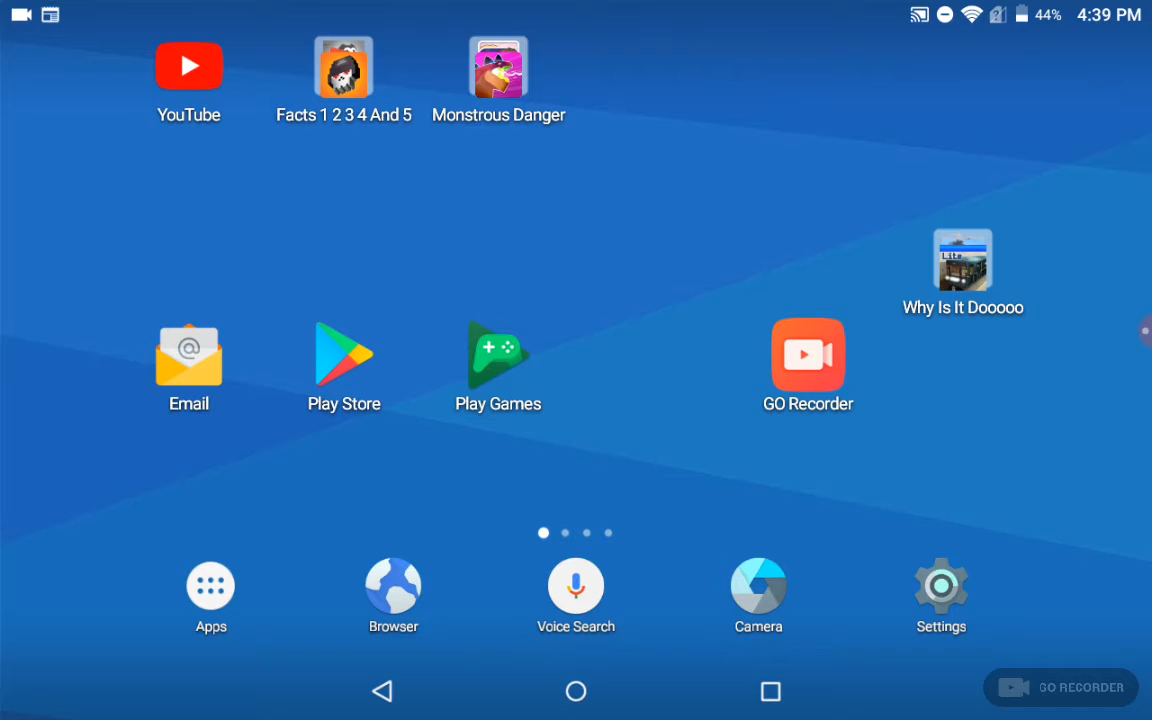 44% 4:39 PM
YouTube
Facts 1 2 3 4 And 5
Monstrous Danger
Lite
Why Is It Dooooo
@
Email
Play Store
Play Games
GO Recorder
Apps
Browser
Voice Search
Camera
Settings
GO RECORDER